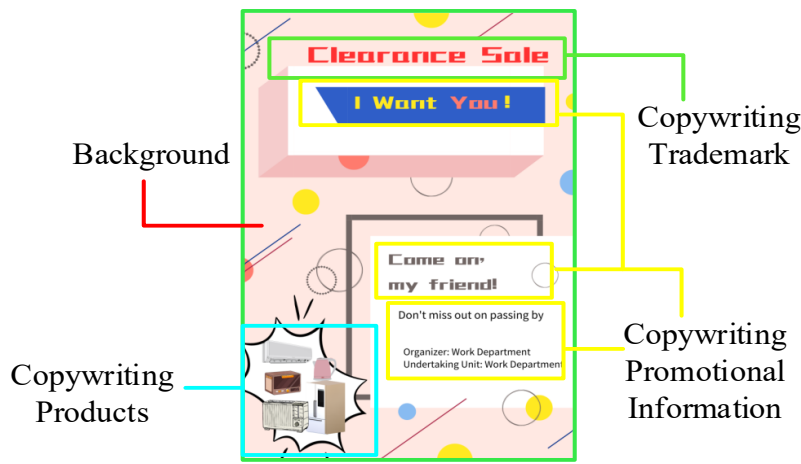 Clearance Sale
I Want You!
Copywriting
Trademark
Background
Come on,
my friend!
Don't miss out on passing by
Organizer: Work Department
Undertaking Unit: Work Department
Copywriting
Products
Copywriting
Promotional
Information